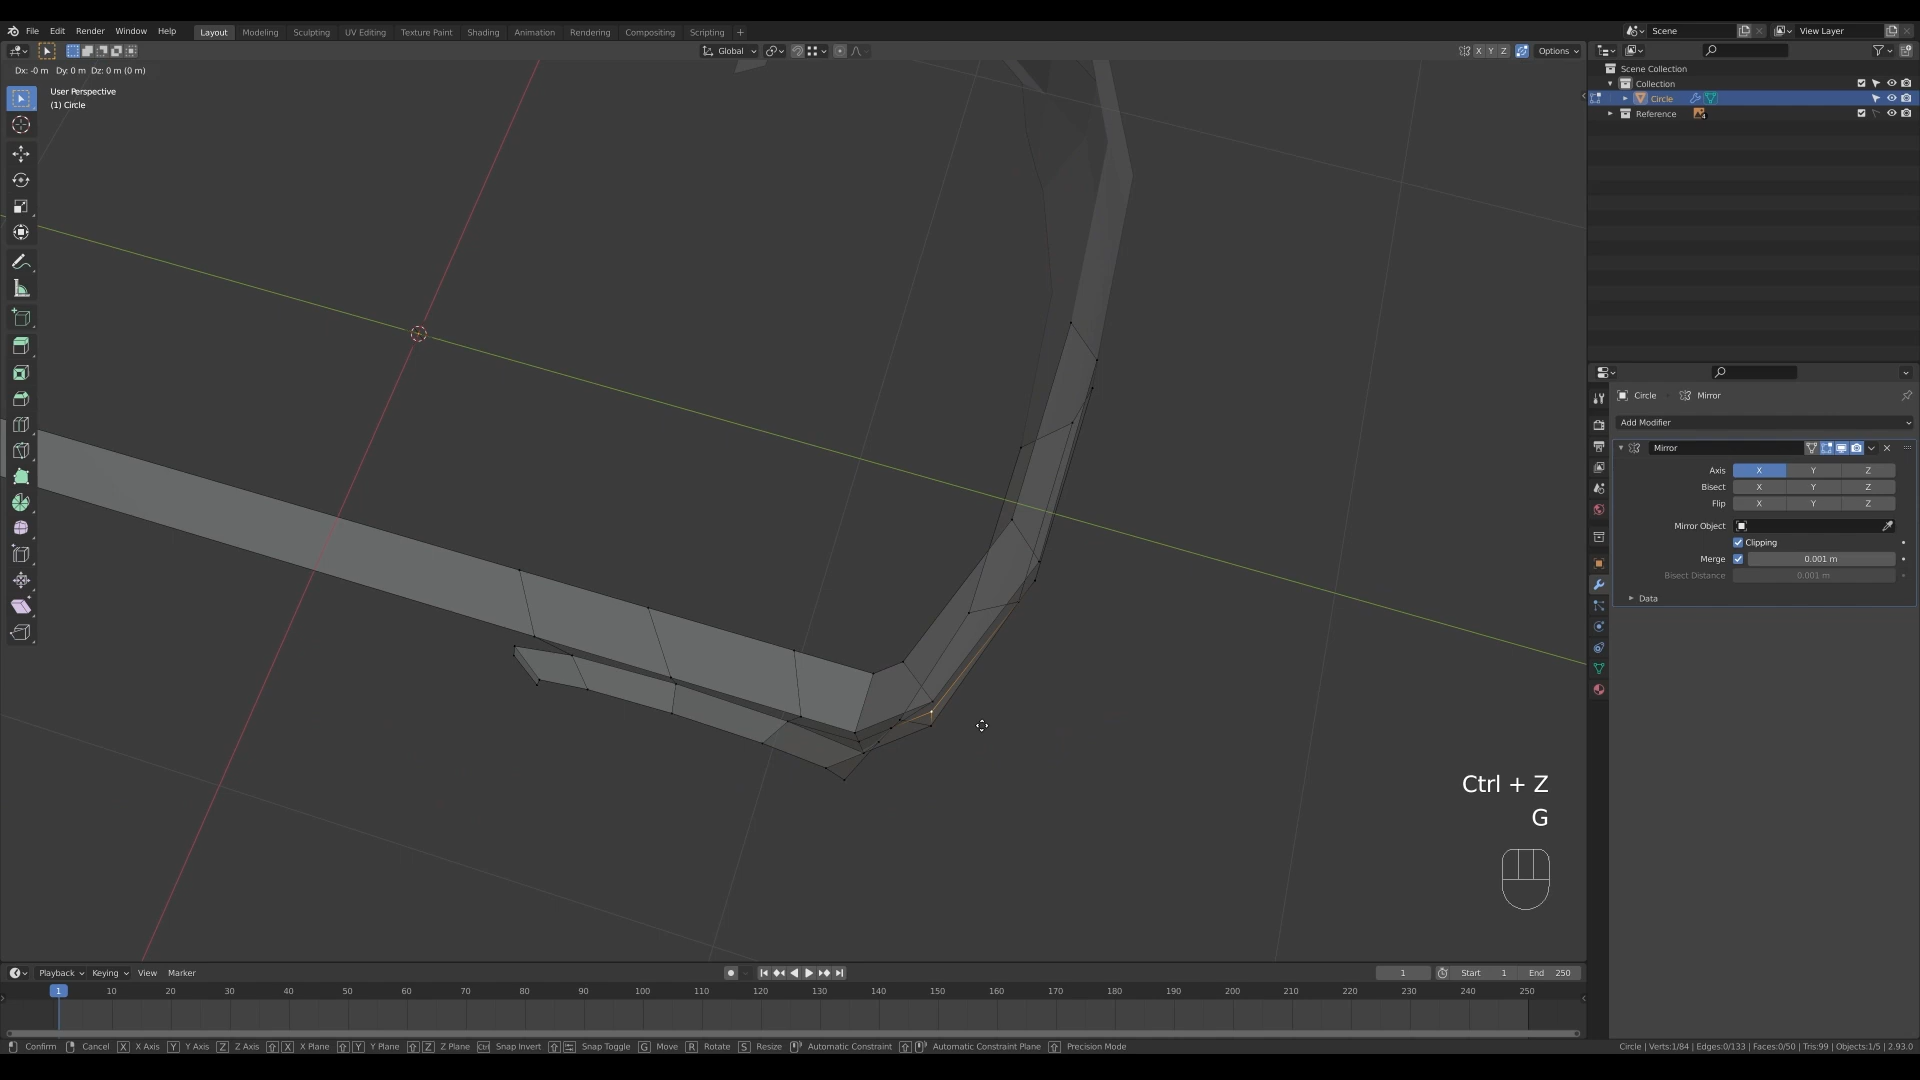 File Edit Render Window Help Layout Modeling Sculpting UV Editing Texture Paint Shading Animation Rendering Compositing Scripting + Scene View Layer
Global X Y Z Options
Dx: -0 m Dy: 0 m Dz: 0 m (0 m)
User Perspective
(1) Circle
Scene Collection
Collection
Circle
Reference
Circle Mirror
Add Modifier
Mirror
Axis X Y Z
Bisect X Y Z
Flip X Y Z
Mirror Object
Clipping
Merge 0.001 m
Bisect Distance 0.001 m
Data
Ctrl + Z
G
Playback Keying View Marker 1 Start 1 End 250
1 10 20 30 40 50 60 70 80 90 100 110 120 130 140 150 160 170 180 190 200 210 220 230 240 250
Confirm Cancel X X Axis Y Y Axis Z Z Axis X X Plane Y Y Plane Z Z Plane Ctrl Snap Invert Snap Toggle G Move R Rotate S Resize Automatic Constraint Automatic Constraint Plane Precision Mode Circle | Verts:1/84 | Edges:0/133 | Faces:0/50 | Tris:99 | Objects:1/5 | 2.93.0